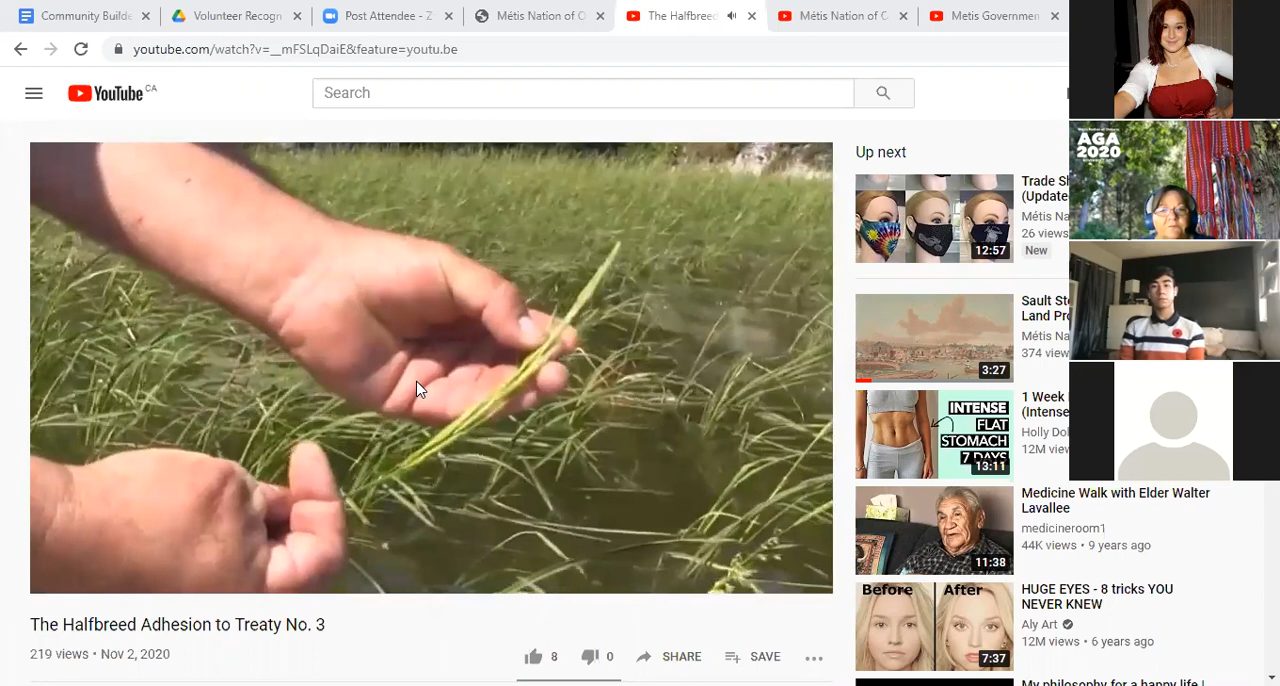 Community Builde
Volunteer Recogn
Post Attendee - Z
Métis Nation of O
The Halfbreed
Métis Nation of O
Metis Governmen
youtube.com/watch?v=__mFSLqDaiE&feature=youtu.be
YouTube CA
Search
AGA
2020
Up next
Trade Sh
(Update
Métis Na
26 views
New
12:57
Sault Ste
Land Pro
Métis Na
374 view
3:27
1 Week
(Intense
Holly Dol
12M view
INTENSE
FLAT
STOMACH
7 DAYS
13:11
Medicine Walk with Elder Walter
Lavallee
medicineroom1
44K views • 9 years ago
11:38
HUGE EYES - 8 tricks YOU
NEVER KNEW
Aly Art
12M views • 6 years ago
Before After
7:37
My philosophy for a happy life |
The Halfbreed Adhesion to Treaty No. 3
219 views • Nov 2, 2020
8 0 SHARE SAVE